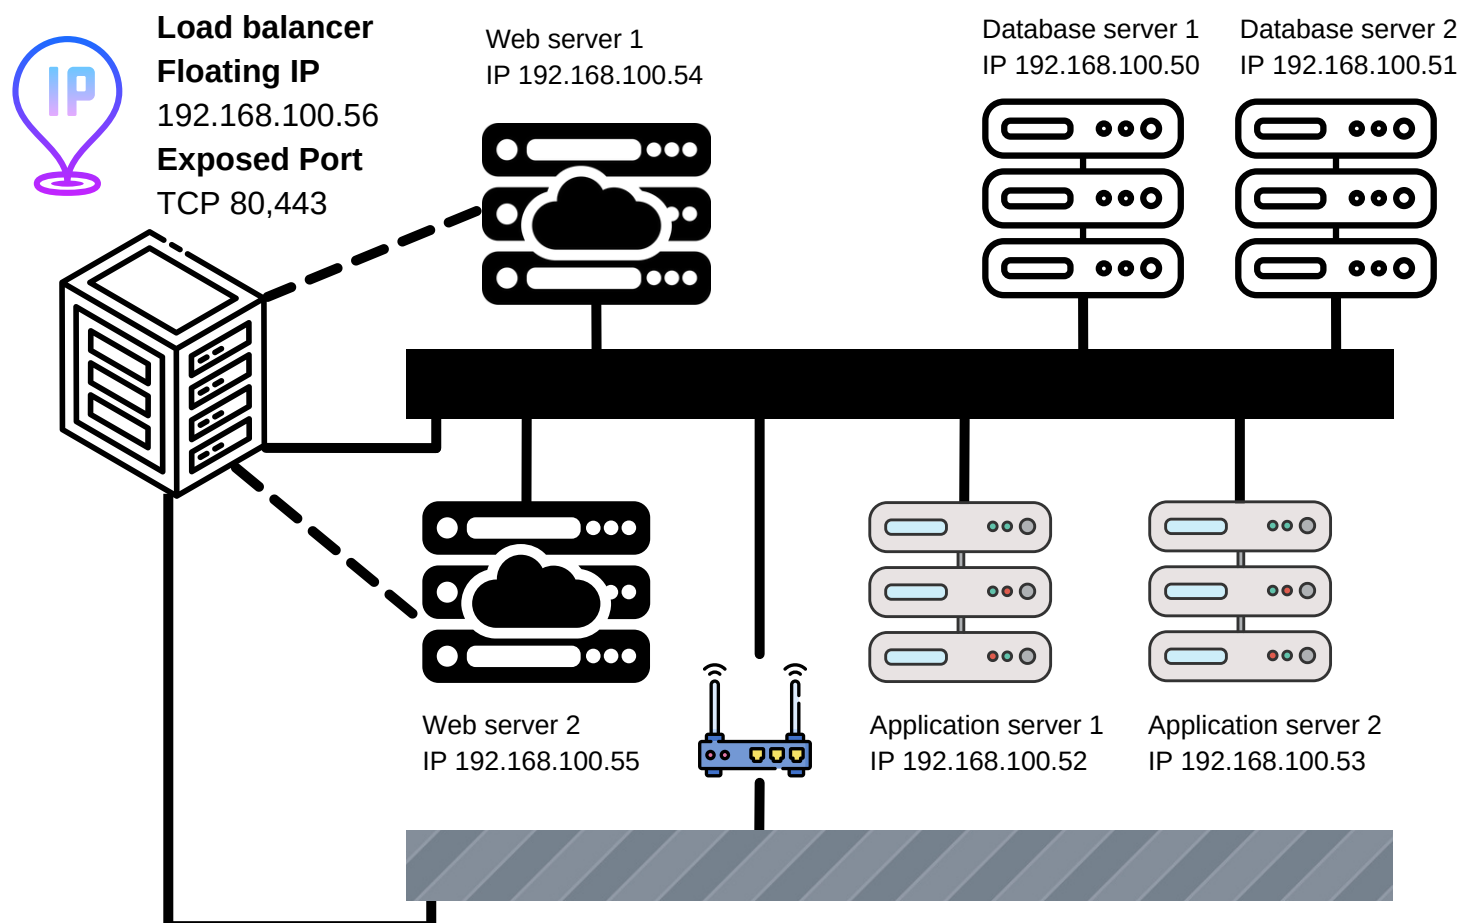 IP
Load balancer
Floating IP
192.168.100.56
Exposed Port
TCP 80,443
Web server 1
IP 192.168.100.54
Database server 1
IP 192.168.100.50
Database server 2
IP 192.168.100.51
Web server 2
IP 192.168.100.55
Application server 1
IP 192.168.100.52
Application server 2
IP 192.168.100.53